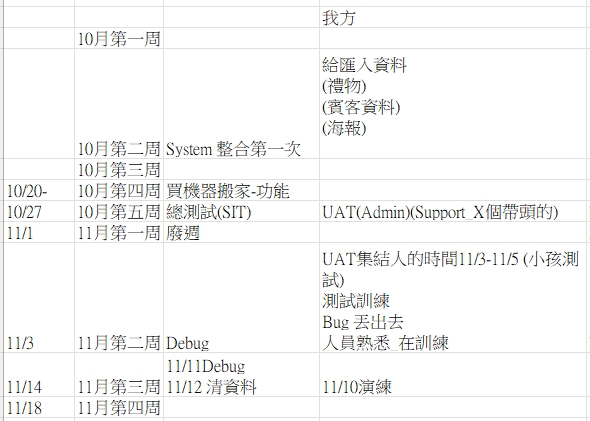 我方
10月第一周
給匯入資料
(禮物)
(賓客資料)
(海報)
10月第二周 System 整合第一次
10月第三周
10/20- 10月第四周 買機器搬家-功能
10/27 10月第五周 總測試(SIT) UAT(Admin)(Support_X個帶頭的)
11/1 11月第一周 廢週
UAT集結人的時間11/3-11/5 (小孩測
試)
測試訓練
Bug 丟出去
11/3 11月第二周 Debug 人員熟悉_在訓練
11/11Debug
11/14 11月第三周 11/12 清資料 11/10演練
11/18 11月第四周